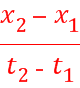 x₂ – x₁
t₂ - t₁